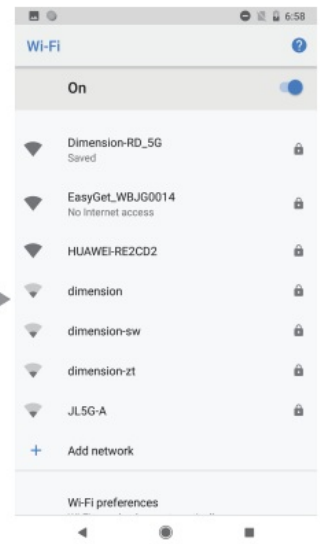 6:58
Wi-Fi
On
Dimension-RD_5G
Saved
EasyGet_WBJG0014
No Internet access
HUAWEI-RE2CD2
dimension
dimension-sw
dimension-zt
JL5G-A
Add network
Wi-Fi preferences